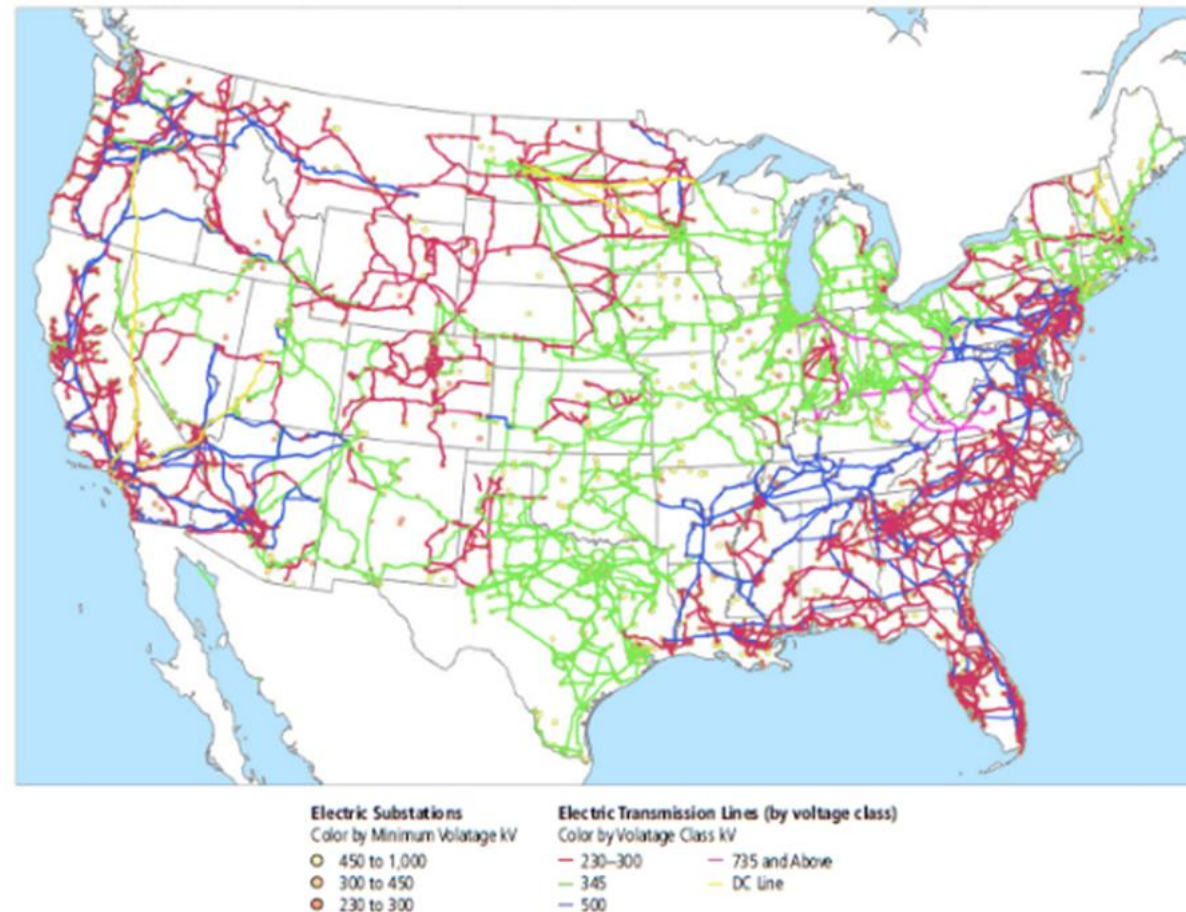 Electric Substations
Color by Minimum Volatage kV
450 to 1,000
300 to 450
230 to 300
Electric Transmission Lines (by voltage class)
Color by Volatage Class kV
230–300
345
500
735 and Above
DC Line